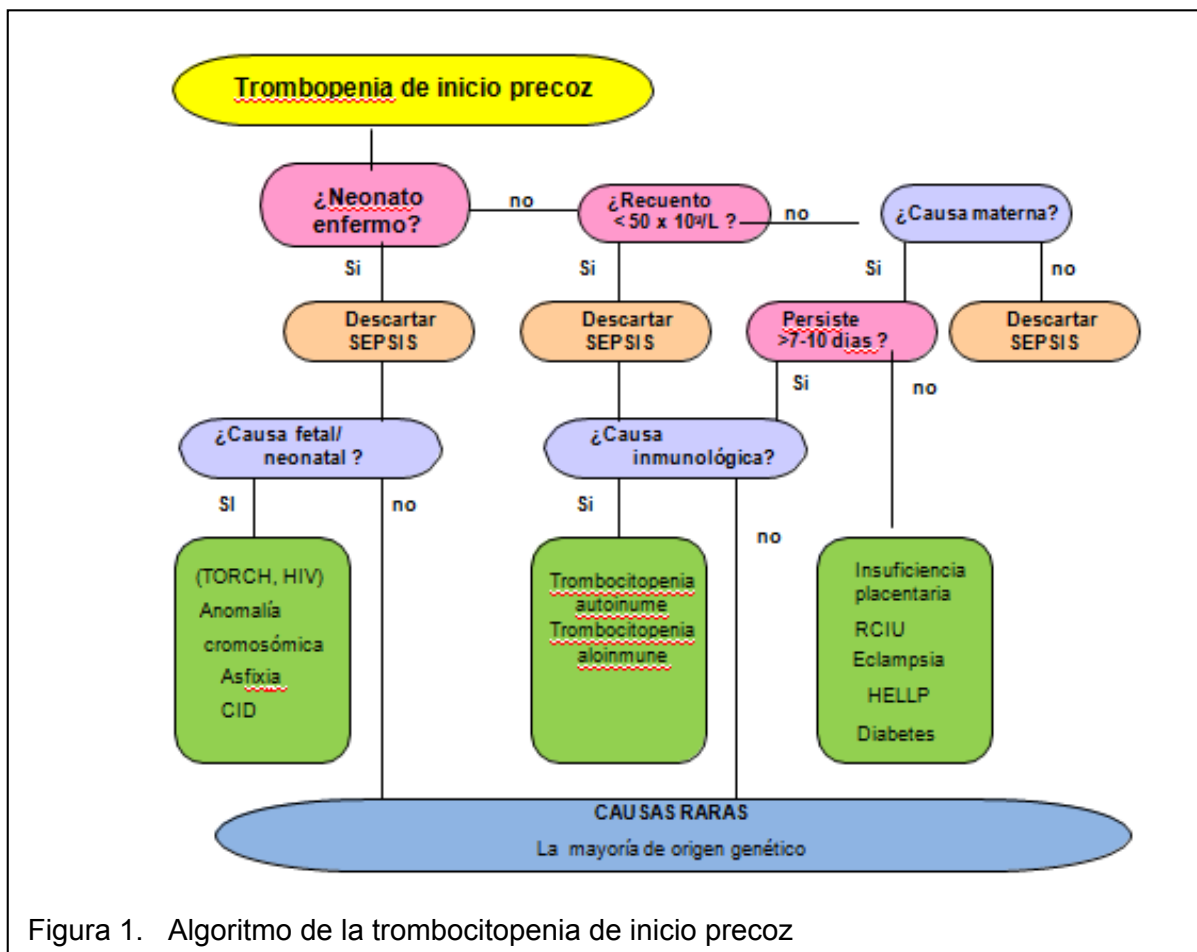 Trombopenia de inicio precoz
¿Neonato
enfermo?
no
¿Recuento
< 50 x 10⁹/L ?
no
¿Causa materna?
Si
Si
Si
no
Descartar
SEPSIS
Descartar
SEPSIS
Persiste
>7-10 dias ?
Descartar
SEPSIS
Si
no
¿Causa fetal/
neonatal ?
¿Causa
inmunológica?
SI
no
Si
no
(TORCH, HIV)
Anomalía
cromosómica
Asfixia
CID
Trombocitopenia
autoinume
Trombocitopenia
aloinmune
Insuficiencia
placentaria
RCIU
Eclampsia
HELLP
Diabetes
CAUSAS RARAS
La mayoría de origen genético
Figura 1. Algoritmo de la trombocitopenia de inicio precoz